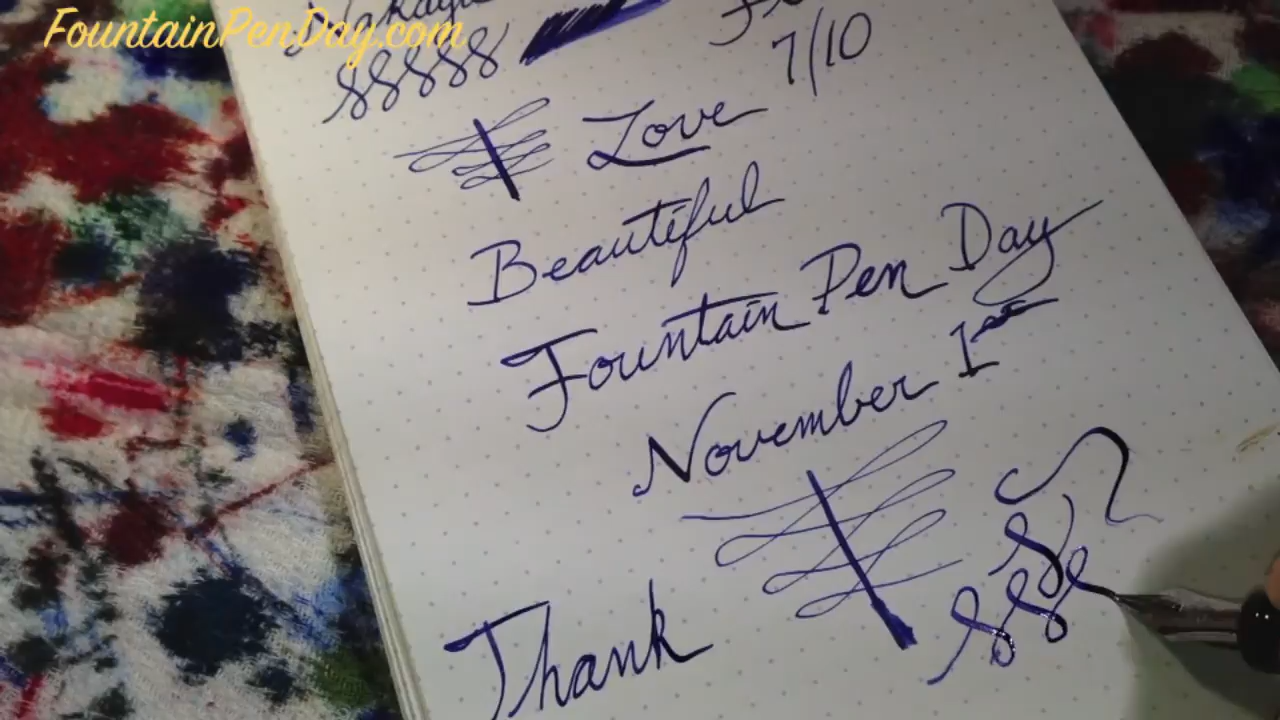 FountainPenDay.com
7/10
Love
Beautiful
Fountain Pen Day
November 1st
Thank